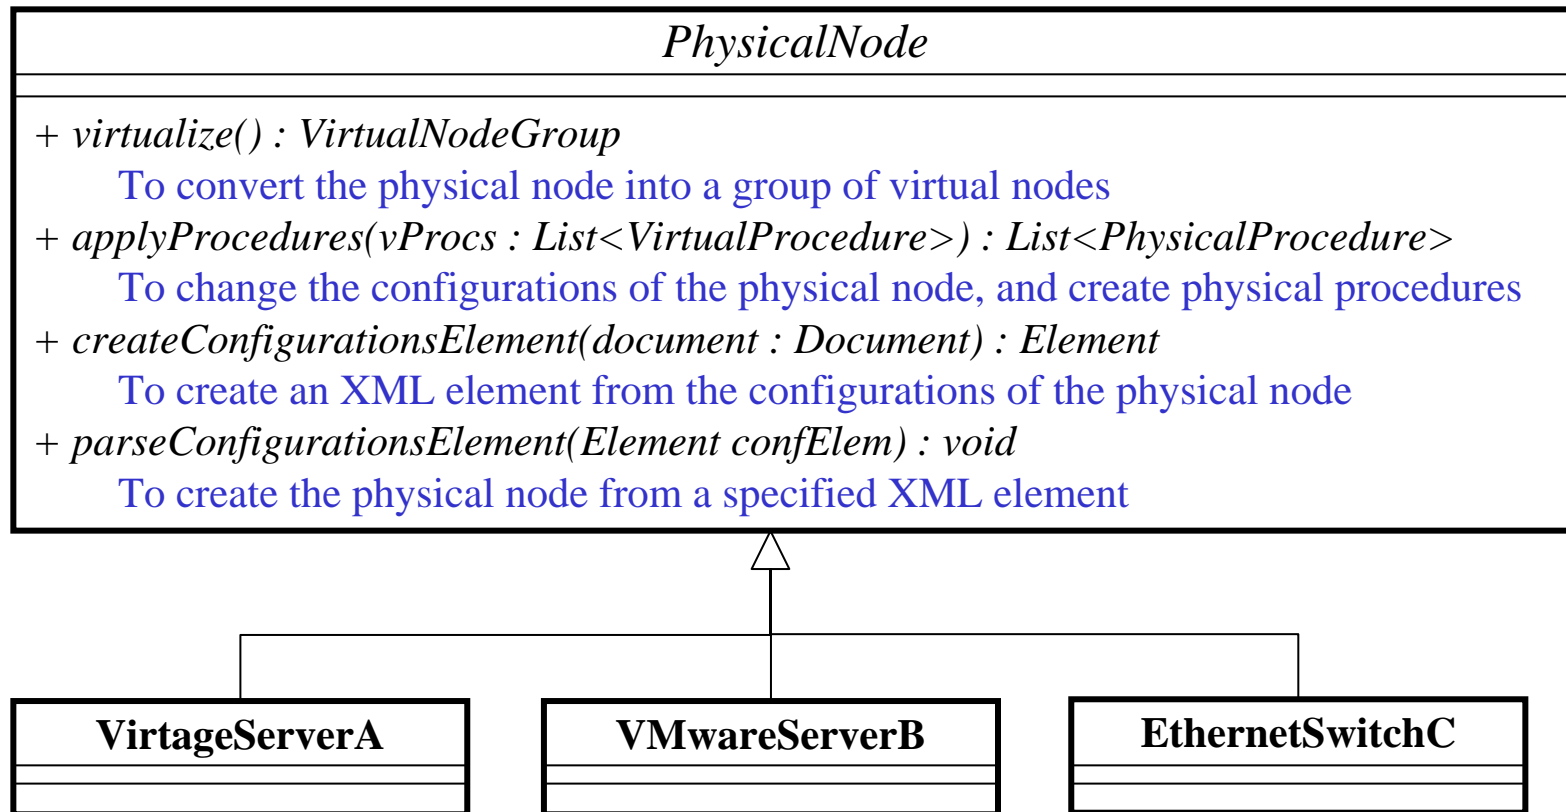 PhysicalNode
+ virtualize() : VirtualNodeGroup
To convert the physical node into a group of virtual nodes
+ applyProcedures(vProcs : List<VirtualProcedure>) : List<PhysicalProcedure>
To change the configurations of the physical node, and create physical procedures
+ createConfigurationsElement(document : Document) : Element
To create an XML element from the configurations of the physical node
+ parseConfigurationsElement(Element confElem) : void
To create the physical node from a specified XML element
VirtageServerA
VMwareServerB
EthernetSwitchC